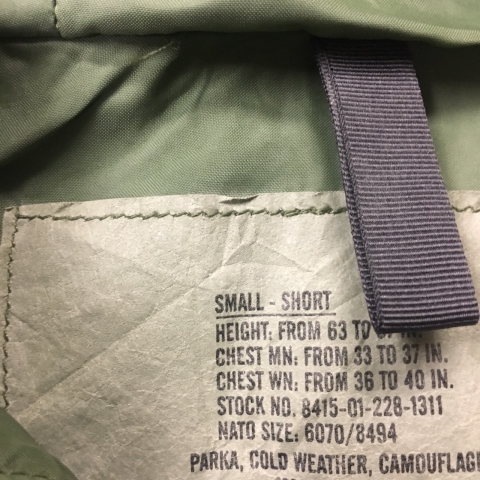 SMALL - SHORT
HEIGHT: FROM 63 TO IN.
CHEST MN: FROM 33 TO 37 IN.
CHEST WN: FROM 36 TO 40 IN.
STOCK NO. 8415-01-228-1311
NATO SIZE: 6070/8494
PARKA, COLD WEATHER, CAMOUFLAGE